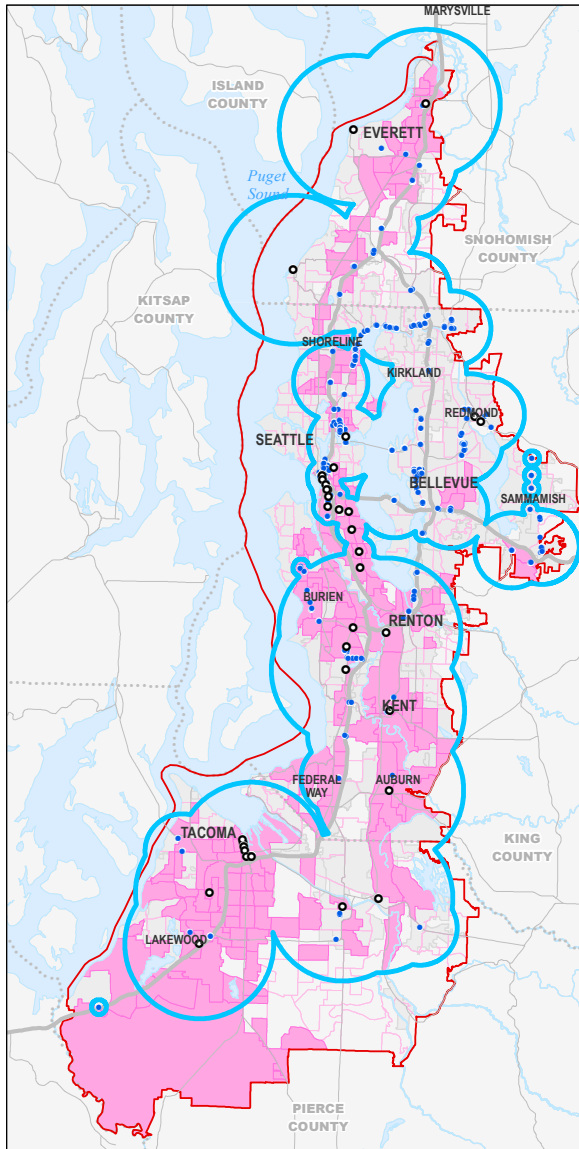 MARYSVILLE
ISLAND
COUNTY
EVERETT
Puget
Sound
SNOHOMISH
COUNTY
KITSAP
COUNTY
SHORELINE
KIRKLAND
REDMOND
SEATTLE
BELLEVUE
SAMMAMISH
BURIEN
RENTON
KENT
FEDERAL
WAY
AUBURN
TACOMA
KING
COUNTY
LAKEWOOD
PIERCE
COUNTY